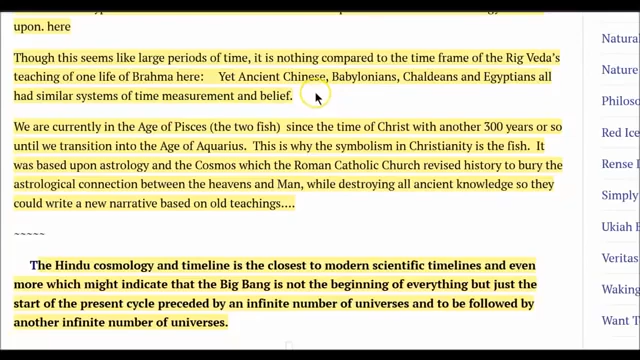 upon. here
Though this seems like large periods of time, it is nothing compared to the time frame of the Rig Veda's
teaching of one life of Brahma here: Yet Ancient Chinese, Babylonians, Chaldeans and Egyptians all
had similar systems of time measurement and belief.
We are currently in the Age of Pisces (the two fish) since the time of Christ with another 300 years or so
until we transition into the Age of Aquarius. This is why the symbolism in Christianity is the fish. It
was based upon astrology and the Cosmos which the Roman Catholic Church revised history to bury the
astrological connection between the heavens and Man, while destroying all ancient knowledge so they
could write a new narrative based on old teachings....
~~~~~
The Hindu cosmology and timeline is the closest to modern scientific timelines and even
more which might indicate that the Big Bang is not the beginning of everything but just the
start of the present cycle preceded by an infinite number of universes and to be followed by
another infinite number of universes.
Natural
Nature
Philoso
Red Ice
Rense
Simply
Ukiah E
Veritas
Waking
Want T